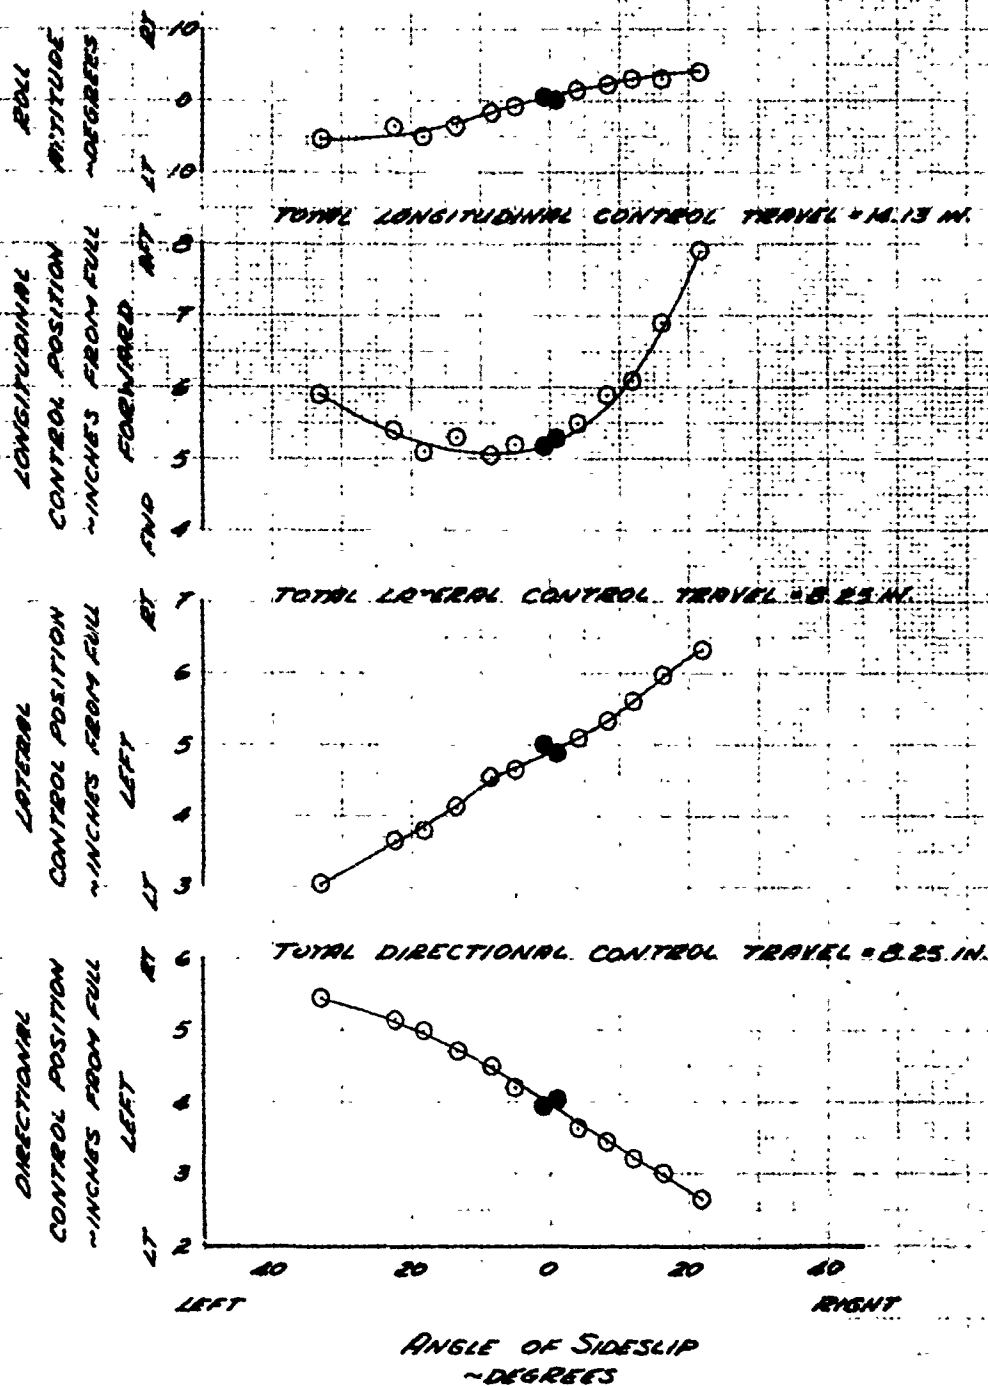 ROLL
ATTITUDE
~DEGREES
LT RT
10
0
10
TOTAL LONGITUDINAL CONTROL TRAVEL = 14.13 IN.
LONGITUDINAL
CONTROL POSITION
~INCHES FROM FULL
FORWARD
FWD AFT
8
7
6
5
4
TOTAL LATERAL CONTROL TRAVEL = 8.25 IN.
LATERAL
CONTROL POSITION
~INCHES FROM FULL
LEFT
LT RT
7
6
5
4
3
TOTAL DIRECTIONAL CONTROL TRAVEL = 8.25 IN.
DIRECTIONAL
CONTROL POSITION
~INCHES FROM FULL
LEFT
LT RT
6
5
4
3
2
40 20 0 20 40
LEFT RIGHT
ANGLE OF SIDESLIP
~DEGREES